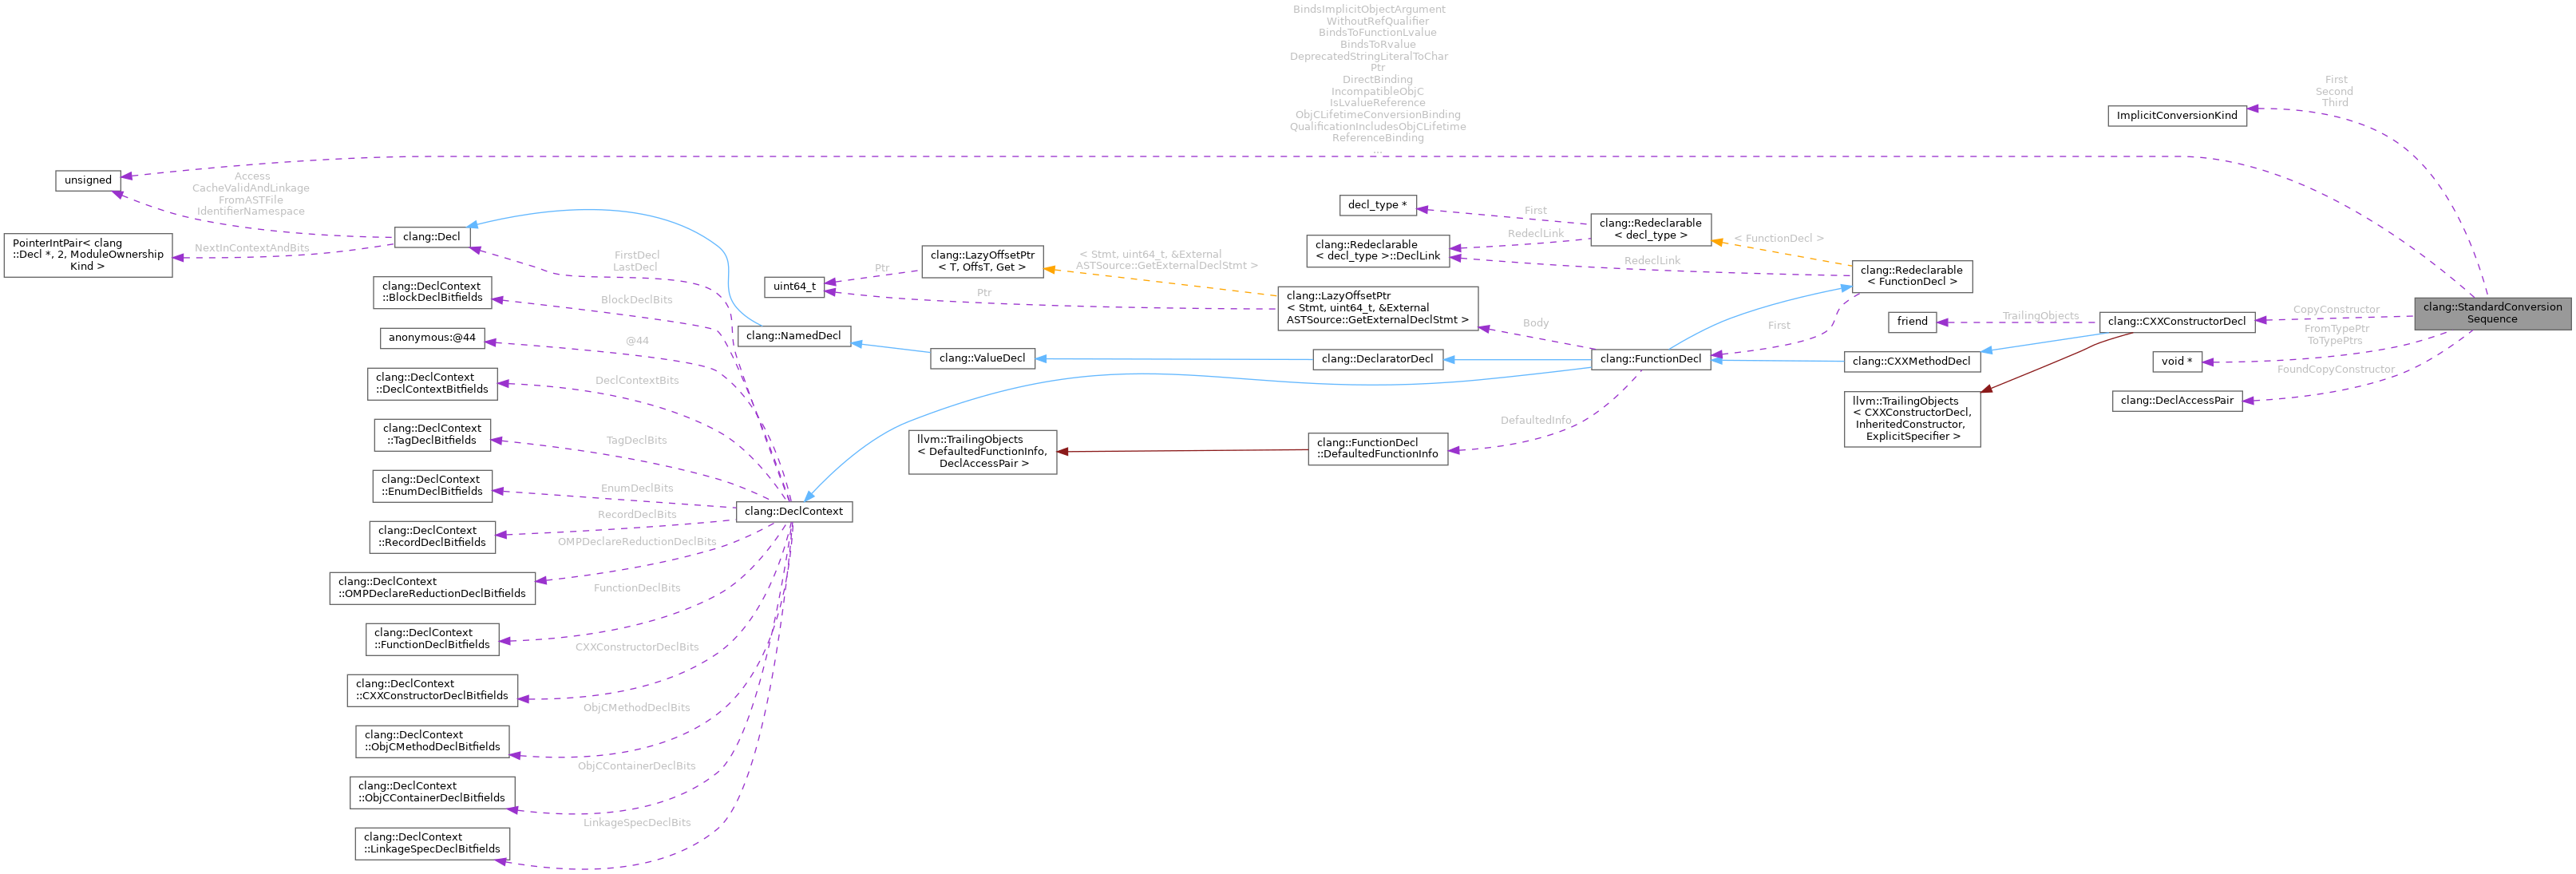 BindsImplicitObjectArgument
WithoutRefQualifier
BindsToFunctionLvalue
BindsToRvalue
DeprecatedStringLiteralToChar
Ptr
DirectBinding
IncompatibleObjC
IsLvalueReference
ObjCLifetimeConversionBinding
QualificationIncludesObjCLifetime
ReferenceBinding
...
First
Second
Third
ImplicitConversionKind
unsigned
Access
CacheValidAndLinkage
FromASTFile
IdentifierNamespace
PointerIntPair< clang
::Decl *, 2, ModuleOwnership
Kind >
NextInContextAndBits
clang::Decl
FirstDecl
LastDecl
clang::DeclContext
::BlockDeclBitfields
BlockDeclBits
anonymous:@44
@44
clang::DeclContext
::DeclContextBitfields
DeclContextBits
clang::DeclContext
::TagDeclBitfields
TagDeclBits
clang::DeclContext
::EnumDeclBitfields
EnumDeclBits
clang::DeclContext
::RecordDeclBitfields
RecordDeclBits
clang::DeclContext
::OMPDeclareReductionDeclBitfields
OMPDeclareReductionDeclBits
clang::DeclContext
::FunctionDeclBitfields
FunctionDeclBits
clang::DeclContext
::CXXConstructorDeclBitfields
CXXConstructorDeclBits
clang::DeclContext
::ObjCMethodDeclBitfields
ObjCMethodDeclBits
clang::DeclContext
::ObjCContainerDeclBitfields
ObjCContainerDeclBits
clang::DeclContext
::LinkageSpecDeclBitfields
LinkageSpecDeclBits
clang::DeclContext
clang::NamedDecl
uint64_t
Ptr
Ptr
clang::LazyOffsetPtr
< T, OffsT, Get >
< Stmt, uint64_t, &External
ASTSource::GetExternalDeclStmt >
clang::LazyOffsetPtr
< Stmt, uint64_t, &External
ASTSource::GetExternalDeclStmt >
Body
clang::ValueDecl
clang::DeclaratorDecl
clang::FunctionDecl
llvm::TrailingObjects
< DefaultedFunctionInfo,
DeclAccessPair >
clang::FunctionDecl
::DefaultedFunctionInfo
DefaultedInfo
decl_type *
First
clang::Redeclarable
< decl_type >::DeclLink
RedeclLink
RedeclLink
clang::Redeclarable
< decl_type >
< FunctionDecl >
clang::Redeclarable
< FunctionDecl >
First
friend
TrailingObjects
clang::CXXMethodDecl
llvm::TrailingObjects
< CXXConstructorDecl,
InheritedConstructor,
ExplicitSpecifier >
clang::CXXConstructorDecl
CopyConstructor
void *
FromTypePtr
ToTypePtrs
clang::DeclAccessPair
FoundCopyConstructor
clang::StandardConversion
Sequence